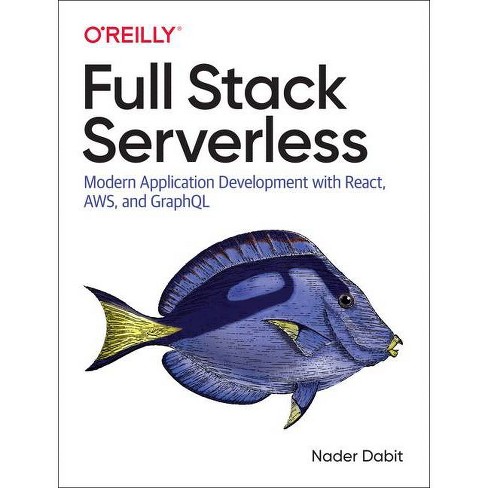 O'REILLY®
Full Stack
Serverless
Modern Application Development with React,
AWS, and GraphQL
Nader Dabit